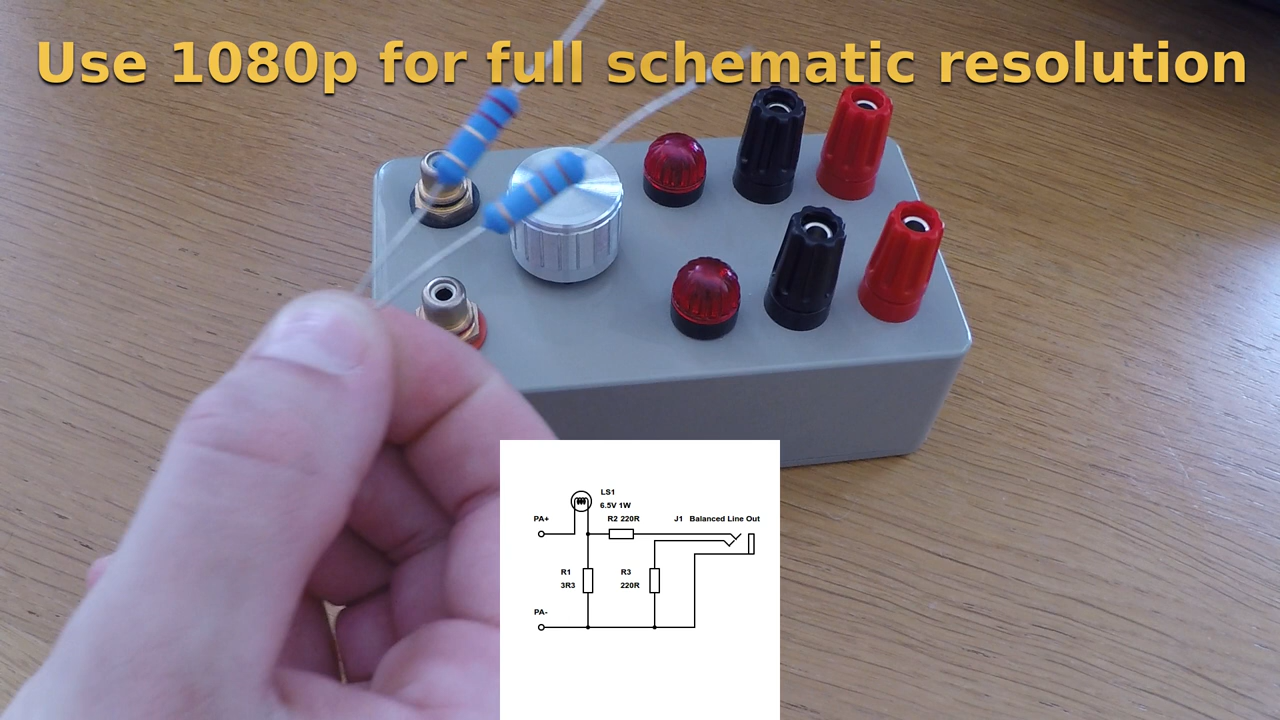 Use 1080p for full schematic resolution
LS1
6.5V 1W
PA+
R2 220R
J1 Balanced Line Out
R1
3R3
R3
220R
PA-